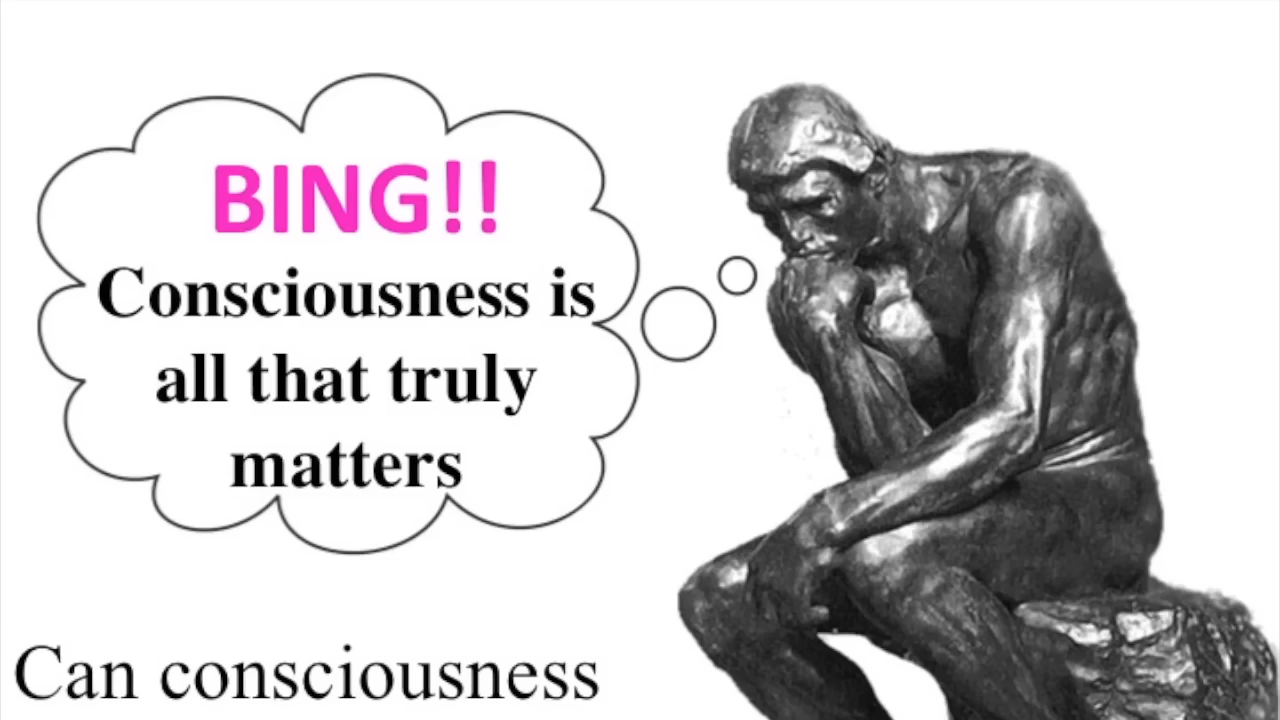 BING!!
Consciousness is
all that truly
matters
Can consciousness